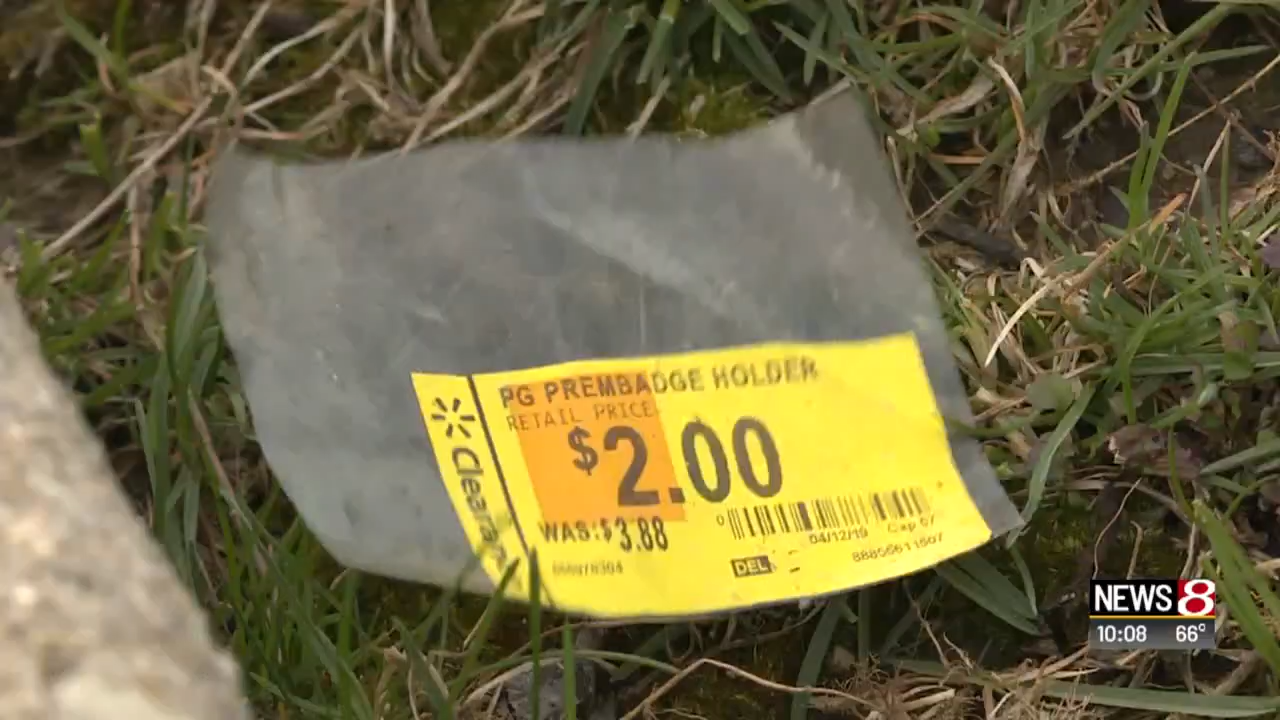 PG PREMBADGE HOLDER
RETAIL PRICE
$2.00
WAS:$3.88
04/12/19 Cap 07
DEL
NEWS 8
10:08 66°